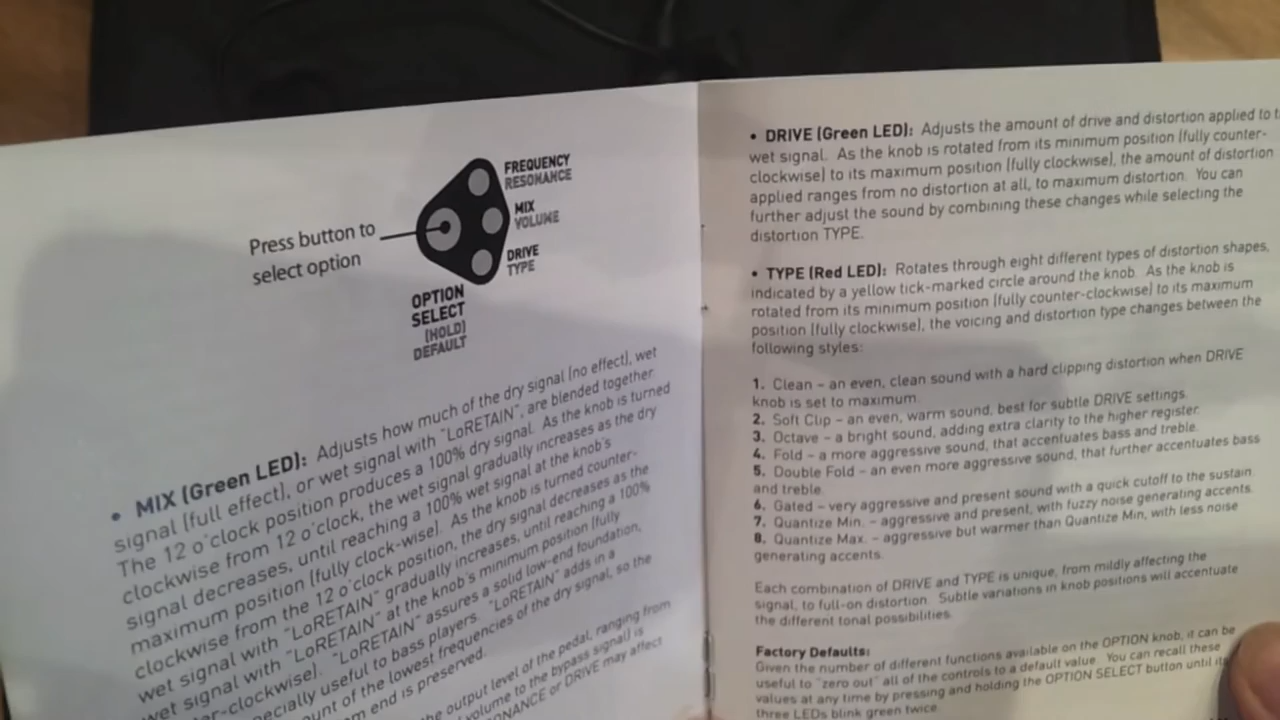 FREQUENCY
RESONANCE
MIX
VOLUME
DRIVE
TYPE
Press button to
select option
OPTION
SELECT
(HOLD)
DEFAULT
• MIX (Green LED): Adjusts how much of the dry signal (no effect), wet
signal (full effect), or wet signal with "LoRETAIN", are blended together.
The 12 o'clock position produces a 100% dry signal. As the knob is turned
clockwise from 12 o'clock, the wet signal gradually increases as the dry
signal decreases, until reaching a 100% wet signal at the knob's
maximum position (fully clock-wise). As the knob is turned counter-
clockwise from the 12 o'clock position, the dry signal decreases as the
wet signal with "LoRETAIN" gradually increases, until reaching a 100%
wet signal with "LoRETAIN" at the knob's minimum position (fully
er-clockwise). "LoRETAIN" assures a solid low-end foundation,
pecially useful to bass players. "LoRETAIN" adds in a
ount of the lowest frequencies of the dry signal, so the
end is preserved.
the output level of the pedal, ranging from
volume to the bypass signal) is
ONANCE or DRIVE may affect
• DRIVE (Green LED): Adjusts the amount of drive and distortion applied to t
wet signal. As the knob is rotated from its minimum position (fully counter-
clockwise) to its maximum position (fully clockwise), the amount of distortion
applied ranges from no distortion at all, to maximum distortion. You can
further adjust the sound by combining these changes while selecting the
distortion TYPE.
• TYPE (Red LED): Rotates through eight different types of distortion shapes,
indicated by a yellow tick-marked circle around the knob. As the knob is
rotated from its minimum position (fully counter-clockwise) to its maximum
position (fully clockwise), the voicing and distortion type changes between the
following styles:
1. Clean – an even, clean sound with a hard clipping distortion when DRIVE
knob is set to maximum.
2. Soft Clip – an even, warm sound, best for subtle DRIVE settings.
3. Octave – a bright sound, adding extra clarity to the higher register.
4. Fold – a more aggressive sound, that accentuates bass and treble.
5. Double Fold – an even more aggressive sound, that further accentuates bass
and treble.
6. Gated – very aggressive and present sound with a quick cutoff to the sustain.
7. Quantize Min. – aggressive and present, with fuzzy noise generating accents.
8. Quantize Max. – aggressive but warmer than Quantize Min, with less noise
generating accents.
Each combination of DRIVE and TYPE is unique, from mildly affecting the
signal, to full-on distortion. Subtle variations in knob positions will accentuate
the different tonal possibilities.
Factory Defaults:
Given the number of different functions available on the OPTION knob, it can be
useful to "zero out" all of the controls to a default value. You can recall these
values at any time by pressing and holding the OPTION SELECT button until its
three LEDs blink green twice.